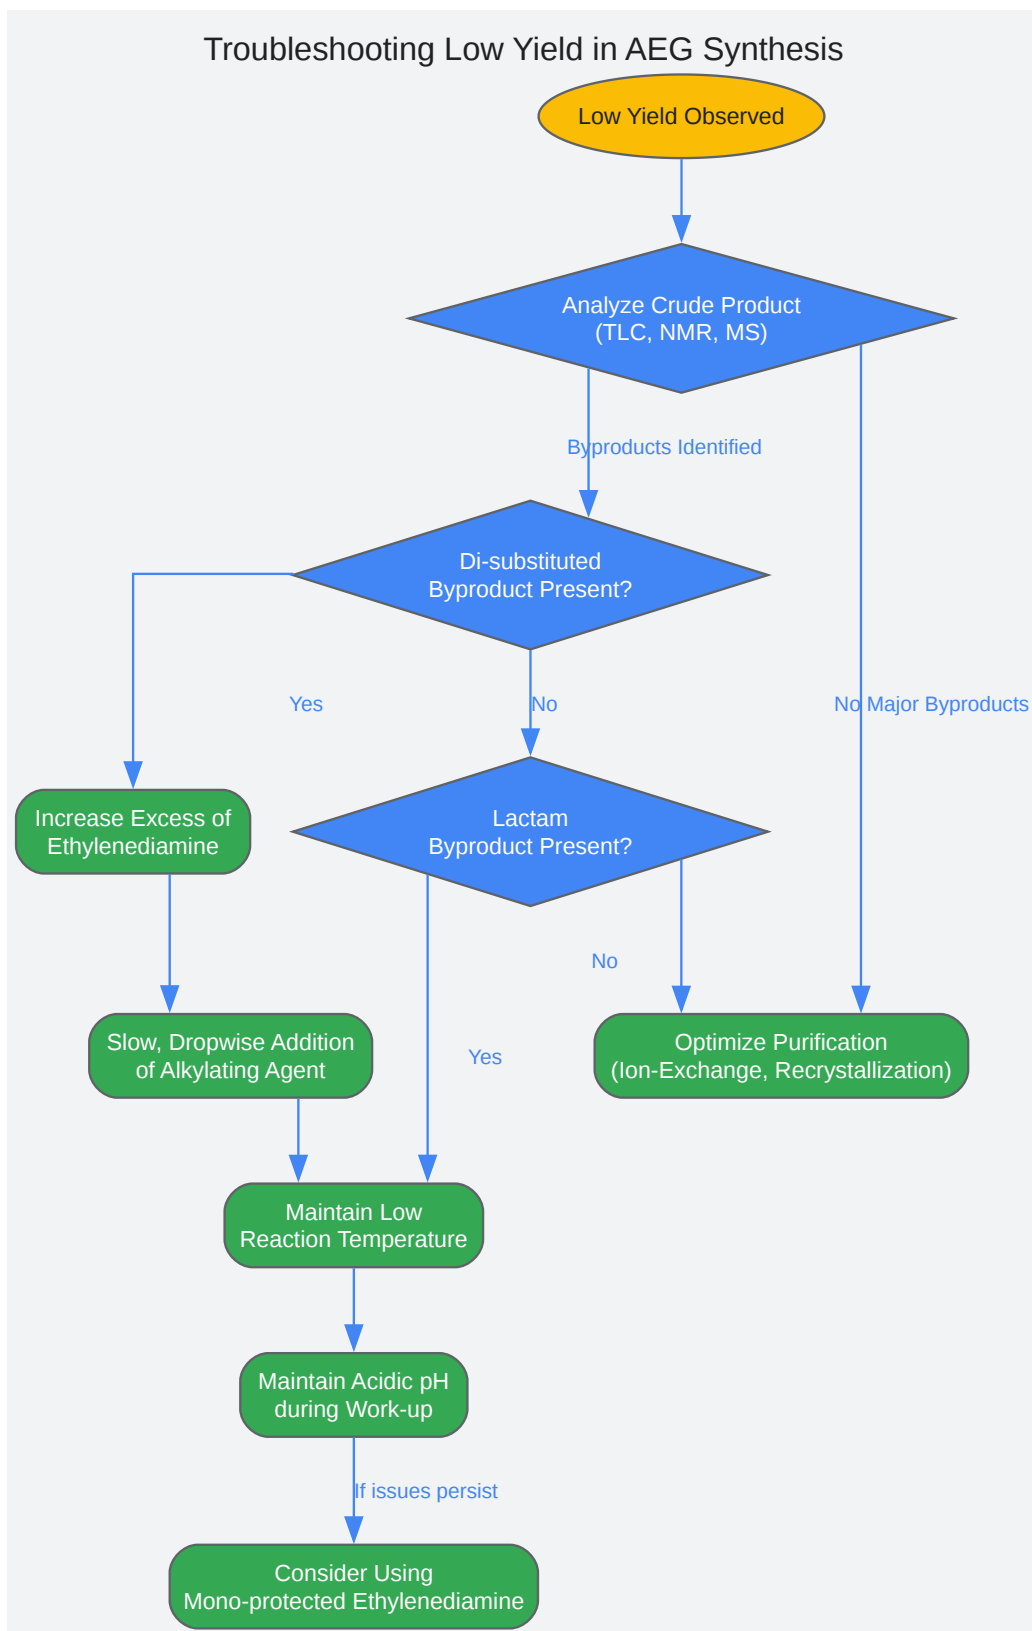 Troubleshooting Low Yield in AEG Synthesis
Low Yield Observed
Analyze Crude Product
(TLC, NMR, MS)
Byproducts Identified
Di-substituted
Byproduct Present?
Yes
No
No Major Byproducts
Increase Excess of
Ethylenediamine
Lactam
Byproduct Present?
No
Slow, Dropwise Addition
of Alkylating Agent
Yes
Optimize Purification
(Ion-Exchange, Recrystallization)
Maintain Low
Reaction Temperature
Maintain Acidic pH
during Work-up
If issues persist
Consider Using
Mono-protected Ethylenediamine